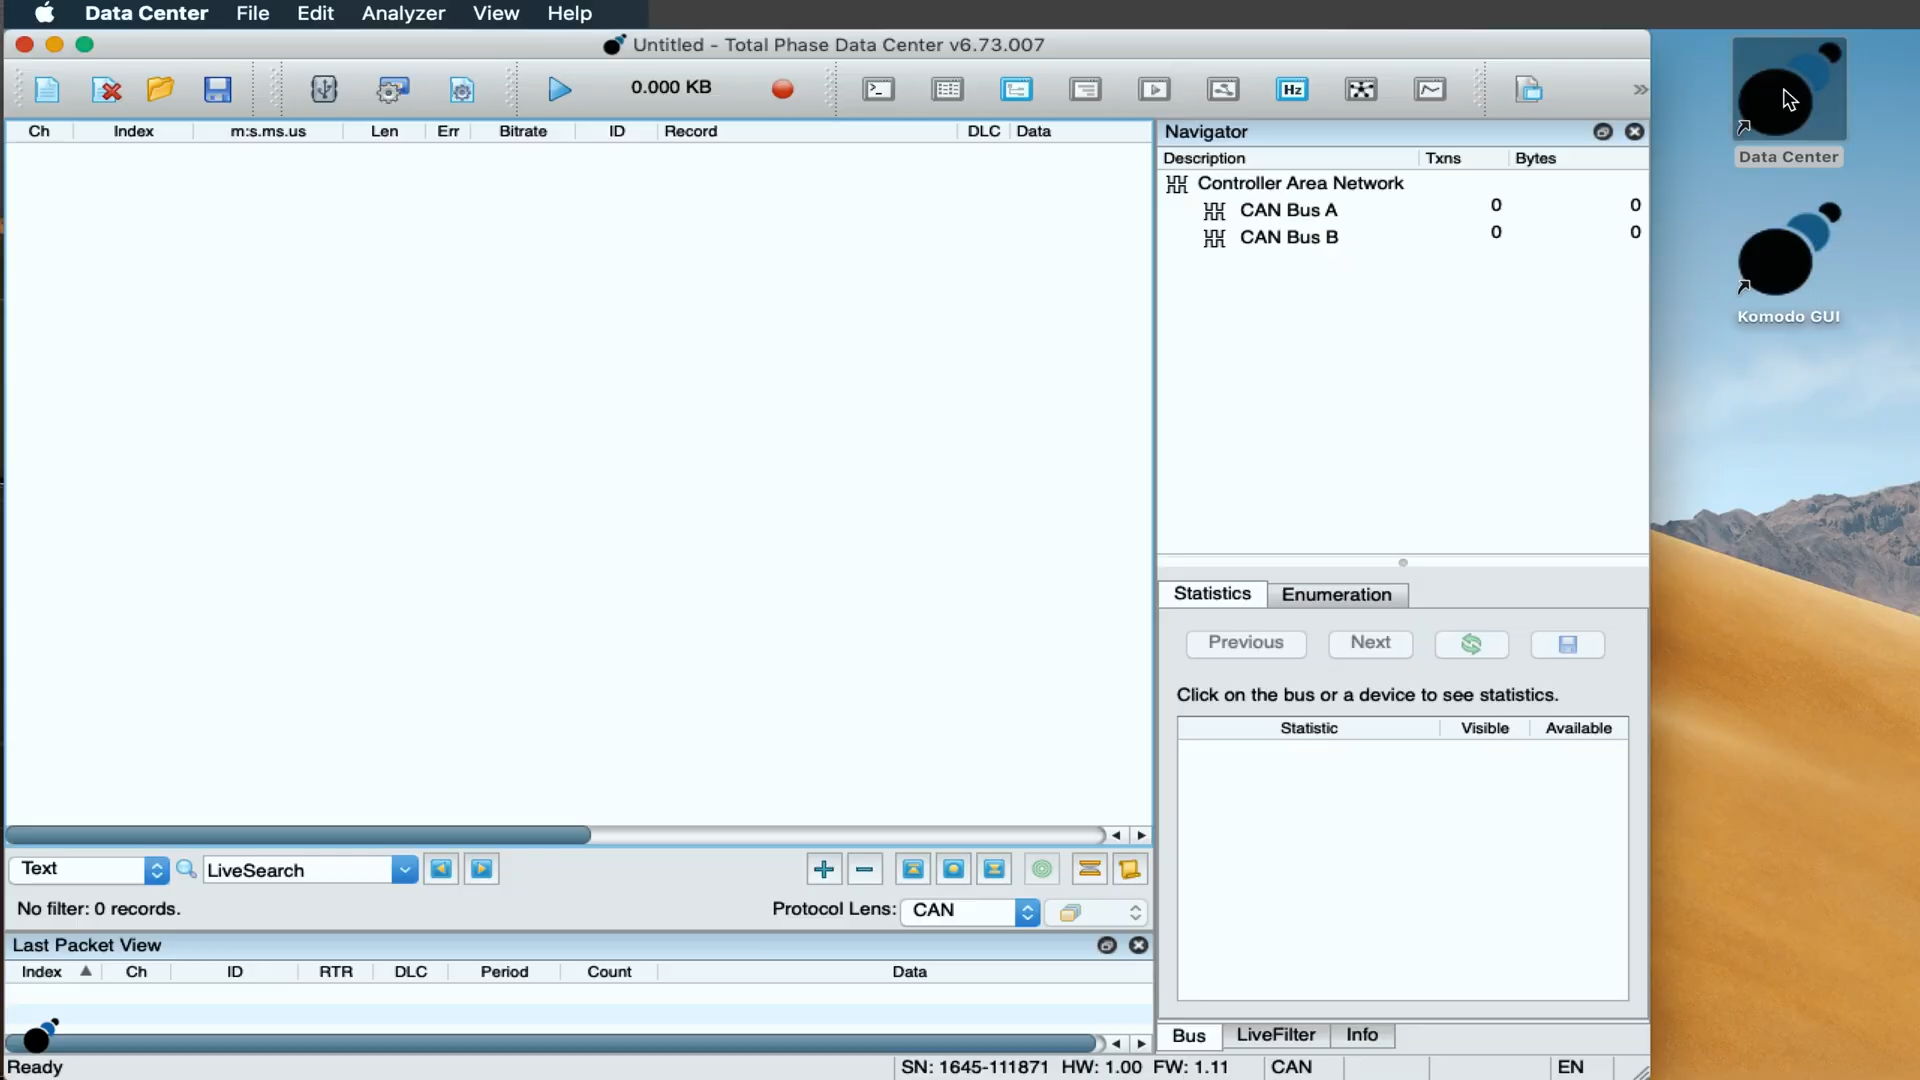 Data Center File Edit Analyzer View Help
Untitled - Total Phase Data Center v6.73.007
0.000 KB
Hz
Ch Index m:s.ms.us Len Err Bitrate ID Record DLC Data
Navigator
Description Txns Bytes
Controller Area Network
CAN Bus A 0 0
CAN Bus B 0 0
Data Center
Komodo GUI
Statistics Enumeration
Previous Next
Click on the bus or a device to see statistics.
Statistic Visible Available
Text LiveSearch
No filter: 0 records. Protocol Lens: CAN
Last Packet View
Index Ch ID RTR DLC Period Count Data
Bus LiveFilter Info
Ready SN: 1645-111871 HW: 1.00 FW: 1.11 CAN EN